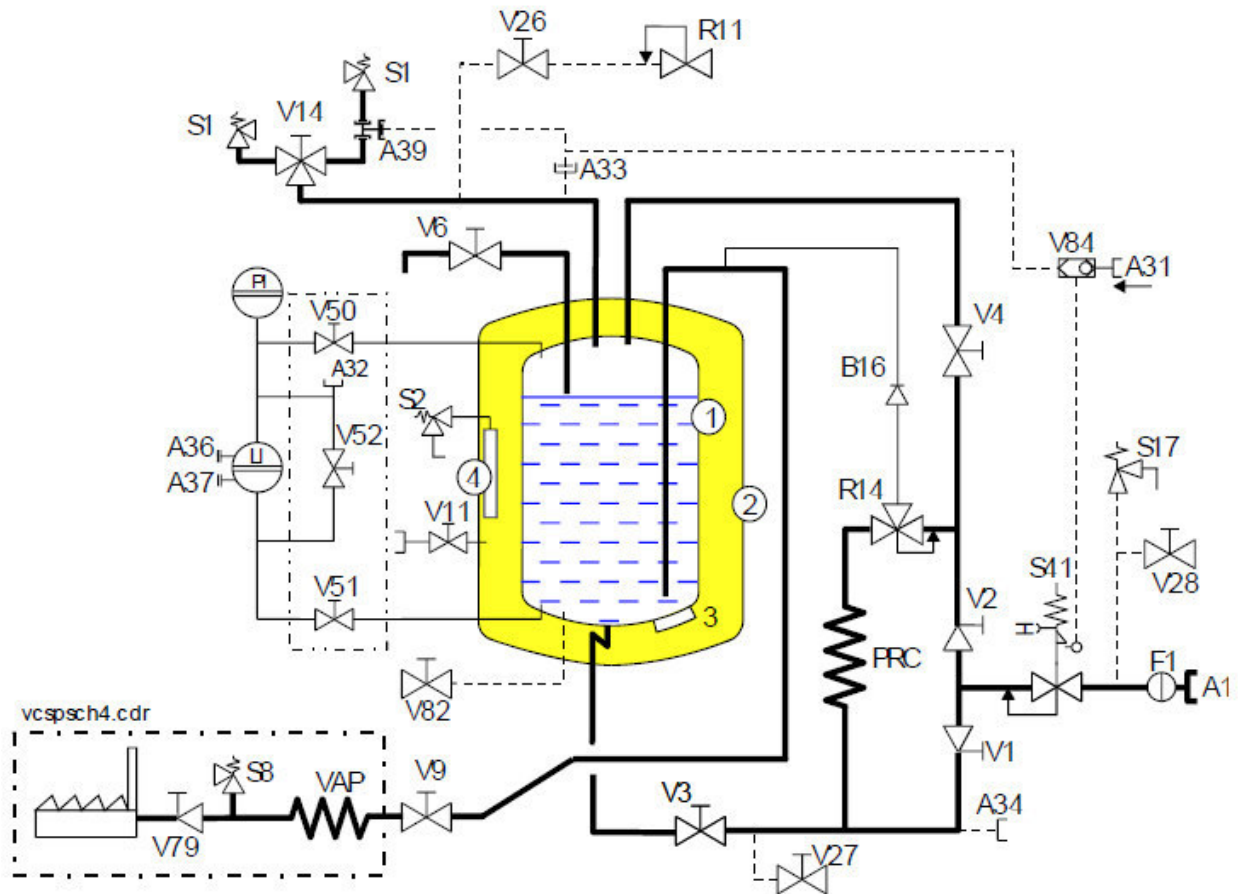 V26
R11
S1
V14
S1
A39
A33
V6
V84
A31
PI
V50
V4
A32
B16
S2
1
V52
S17
A36
LI
A37
4
2
R14
V11
V28
S41
V51
V2
3
H
PRC
F1
A1
V82
vcspsch4.cdr
V1
S8
VAP
V9
V3
A34
V79
V27